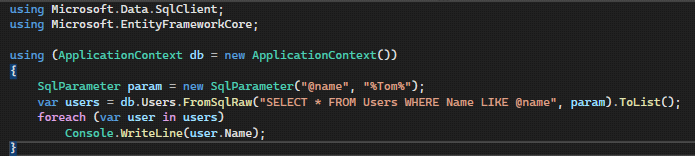 using Microsoft.Data.SqlClient;
using Microsoft.EntityFrameworkCore;
using (ApplicationContext db = new ApplicationContext())
{
    SqlParameter param = new SqlParameter("@name", "%Tom%");
    var users = db.Users.FromSqlRaw("SELECT * FROM Users WHERE Name LIKE @name", param).ToList();
    foreach (var user in users)
        Console.WriteLine(user.Name);
}